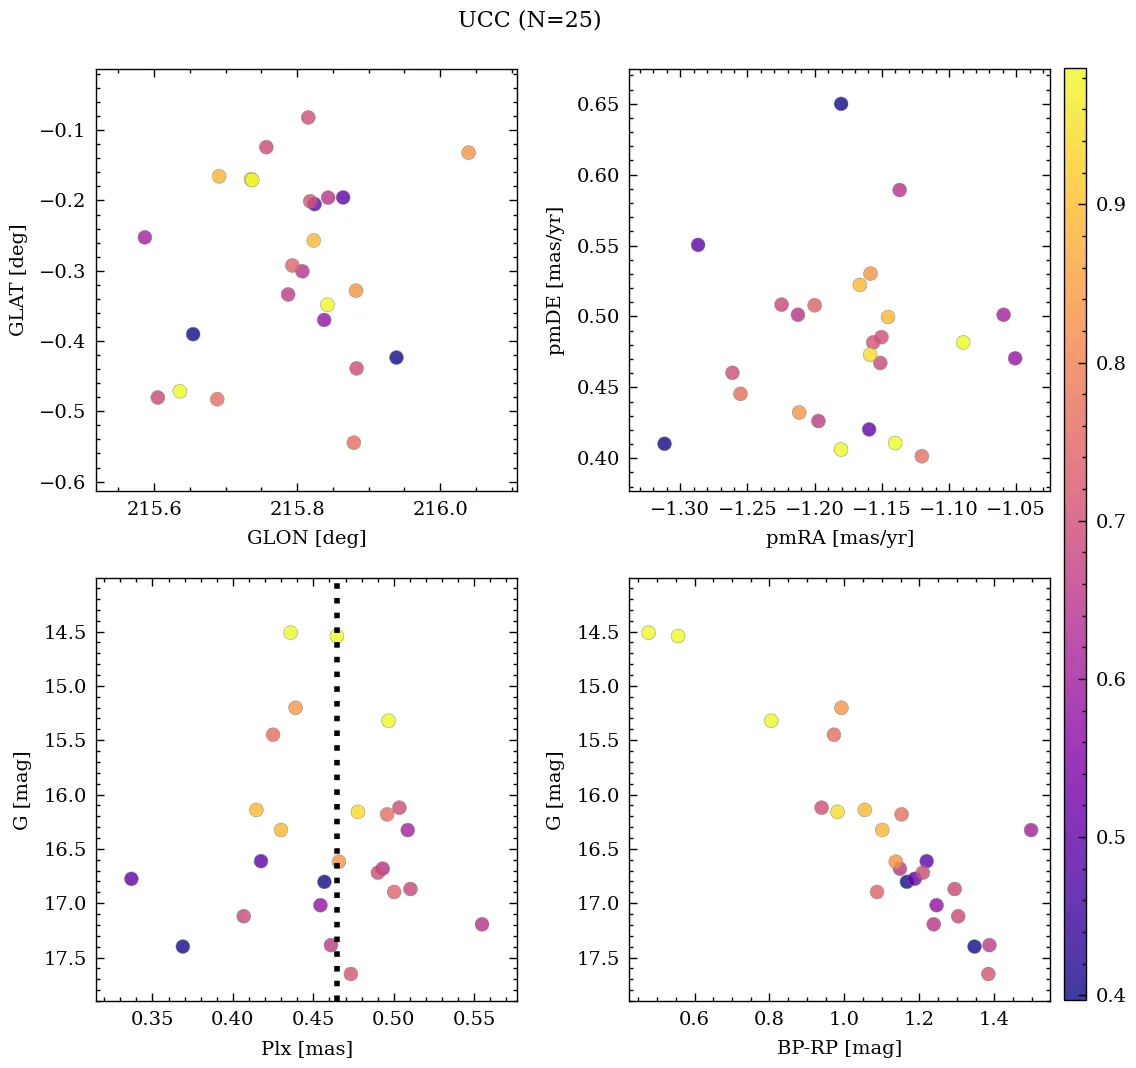 UCC (N=25)
−0.1
−0.2
−0.3
−0.4
−0.5
−0.6
GLAT [deg]
215.6 215.8 216.0
GLON [deg]
0.65
0.60
0.55
0.50
0.45
0.40
pmDE [mas/yr]
−1.30 −1.25 −1.20 −1.15 −1.10 −1.05
pmRA [mas/yr]
14.5
15.0
15.5
16.0
16.5
17.0
17.5
G [mag]
0.35 0.40 0.45 0.50 0.55
Plx [mas]
14.5
15.0
15.5
16.0
16.5
17.0
17.5
G [mag]
0.6 0.8 1.0 1.2 1.4
BP-RP [mag]
0.9
0.8
0.7
0.6
0.5
0.4